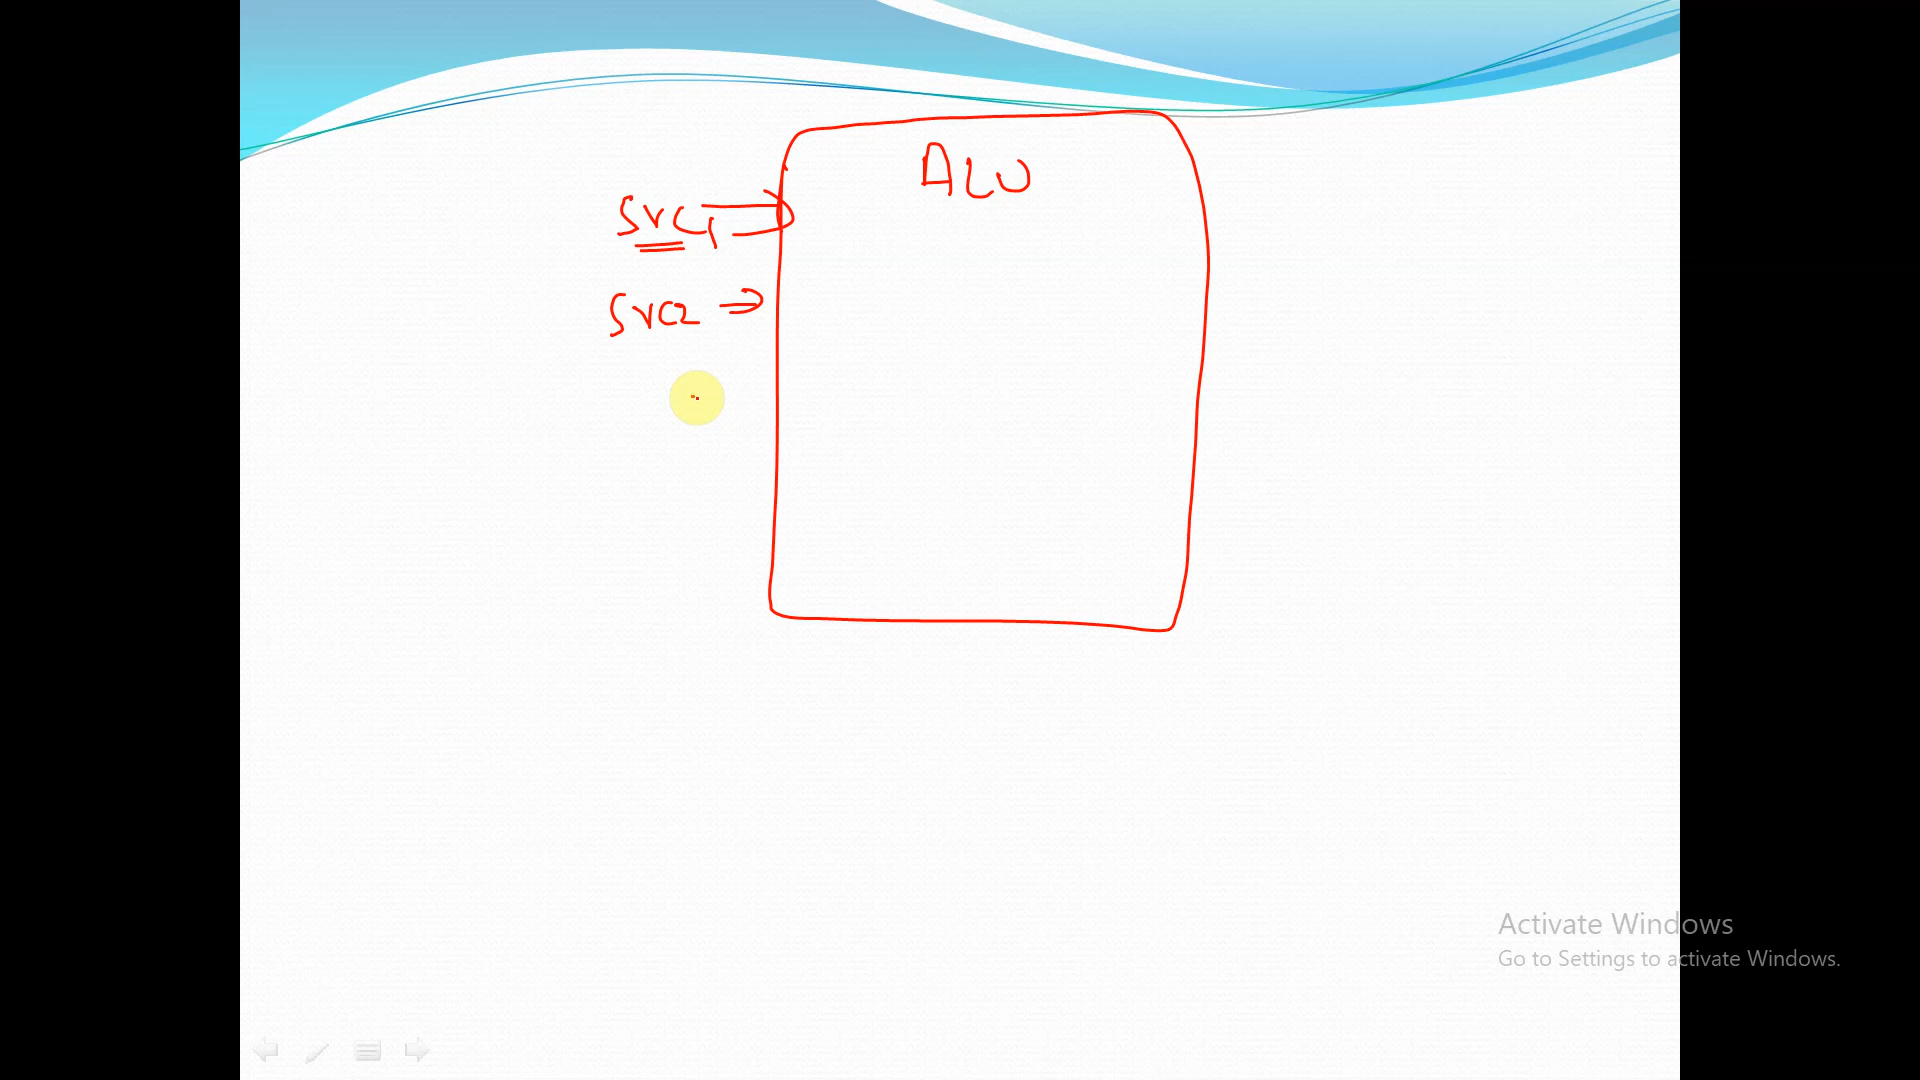 ALU
SrC1
SrC2
Activate Windows
Go to Settings to activate Windows.